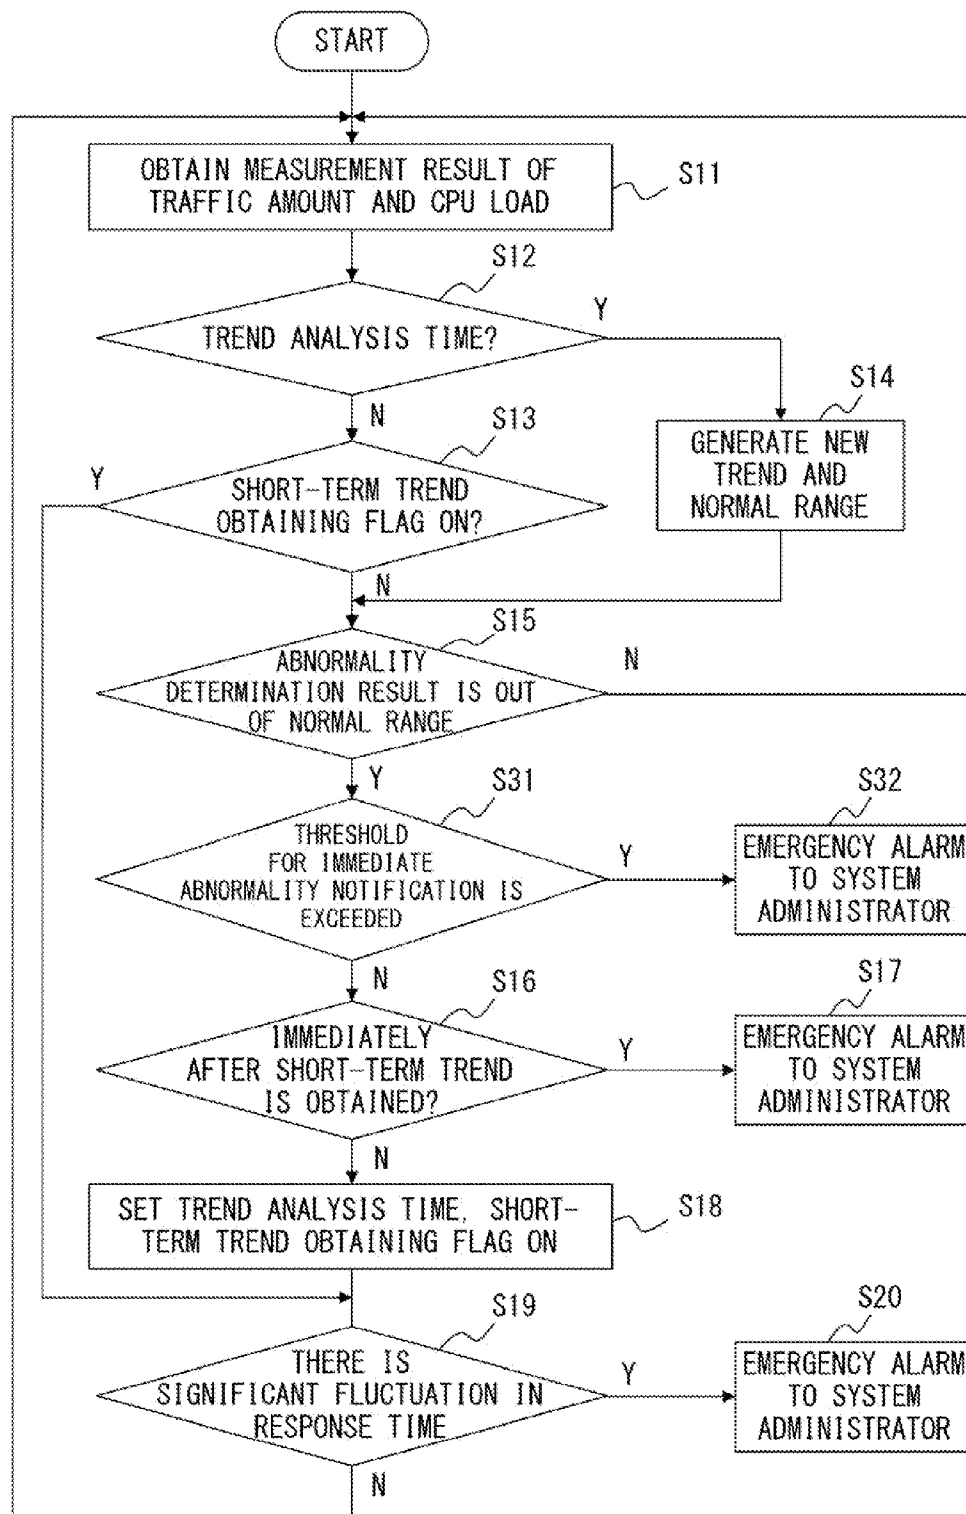 START
OBTAIN MEASUREMENT RESULT OF
TRAFFIC AMOUNT AND CPU LOAD
S11
S12
TREND ANALYSIS TIME?
Y
N
S14
GENERATE NEW
TREND AND
NORMAL RANGE
S13
Y
SHORT-TERM TREND
OBTAINING FLAG ON?
N
S15
ABNORMALITY
DETERMINATION RESULT IS OUT
OF NORMAL RANGE
N
Y
S31
THRESHOLD
FOR IMMEDIATE
ABNORMALITY NOTIFICATION IS
EXCEEDED
Y
S32
EMERGENCY ALARM
TO SYSTEM
ADMINISTRATOR
N
S16
IMMEDIATELY
AFTER SHORT-TERM TREND
IS OBTAINED?
Y
S17
EMERGENCY ALARM
TO SYSTEM
ADMINISTRATOR
N
SET TREND ANALYSIS TIME, SHORT-
TERM TREND OBTAINING FLAG ON
S18
S19
THERE IS
SIGNIFICANT FLUCTUATION IN
RESPONSE TIME
Y
S20
EMERGENCY ALARM
TO SYSTEM
ADMINISTRATOR
N